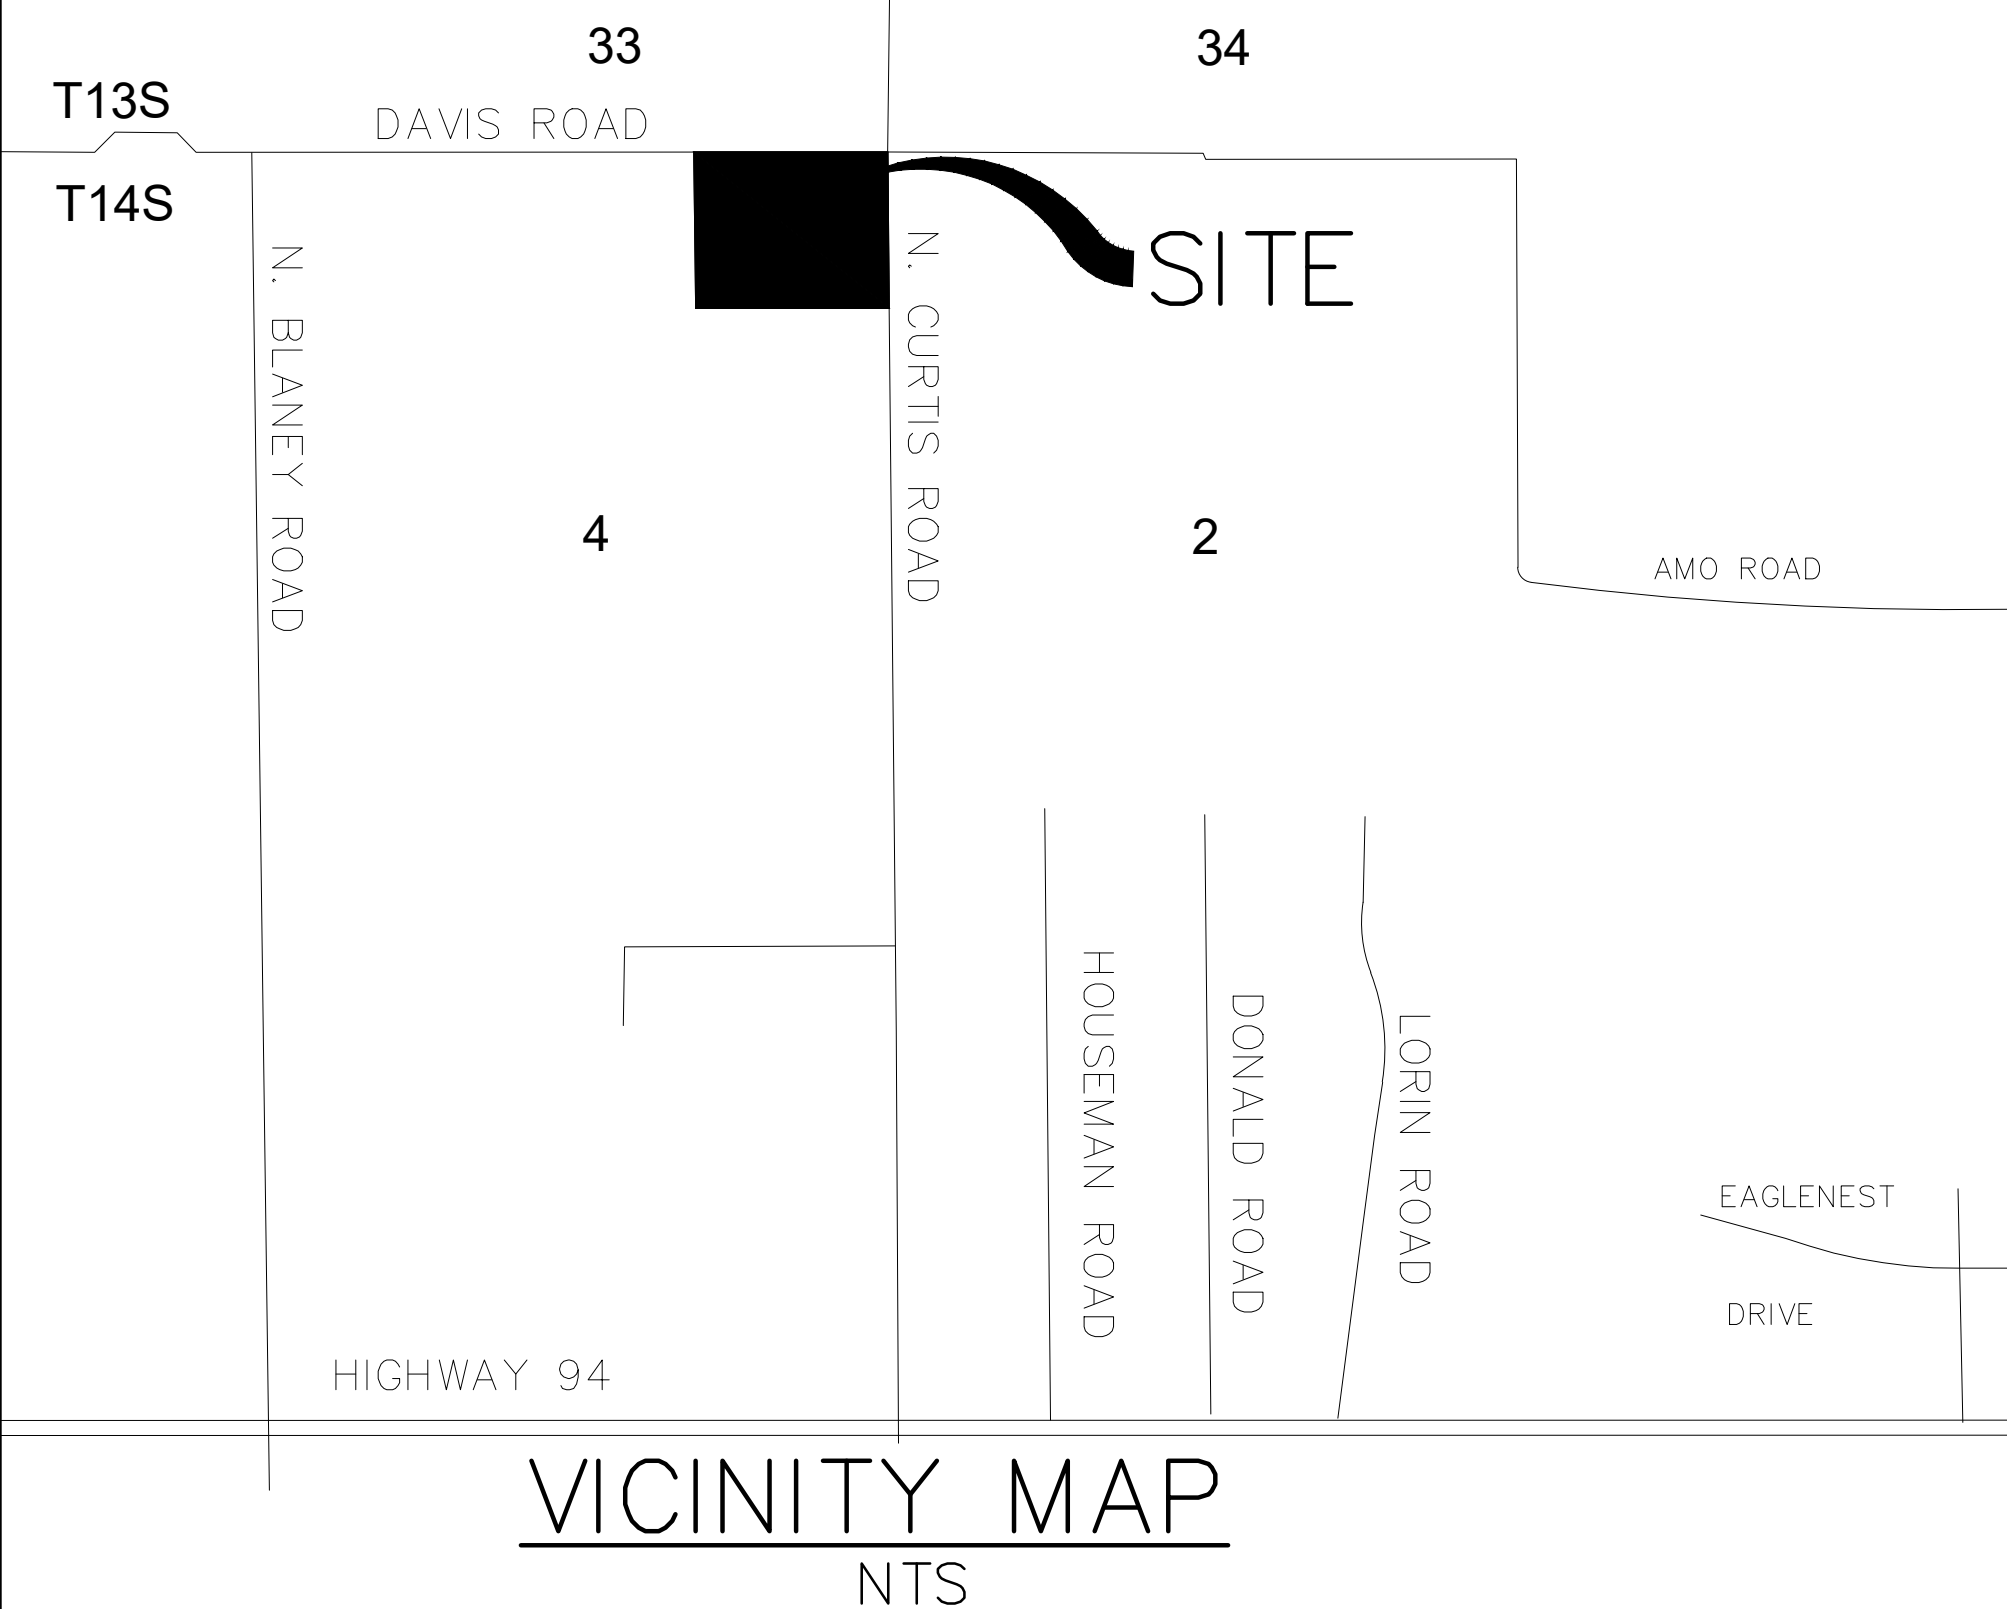 33
34
T13S
DAVIS ROAD
T14S
SITE
N. BLANEY ROAD
N. CURTIS ROAD
4
2
AMO ROAD
HOUSEMAN ROAD
DONALD ROAD
LORIN ROAD
EAGLENEST
DRIVE
HIGHWAY 94
VICINITY MAP
NTS